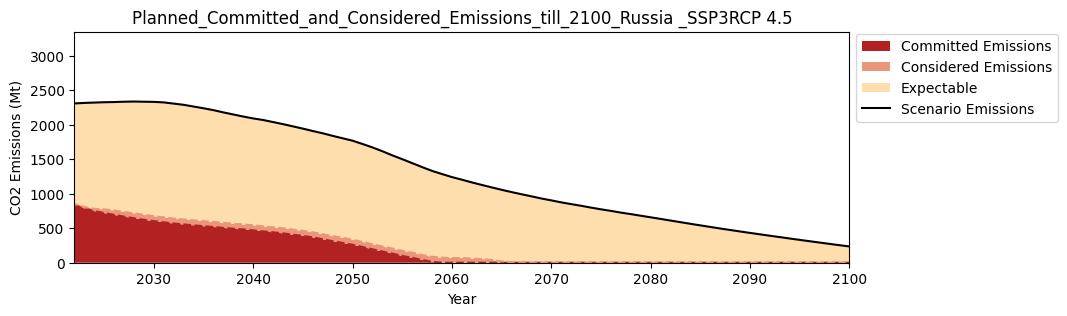 Planned_Committed_and_Considered_Emissions_till_2100_Russia _SSP3RCP 4.5
CO2 Emissions (Mt)
3000
2500
2000
1500
1000
500
0
2030 2040 2050 2060 2070 2080 2090 2100
Year
Committed Emissions
Considered Emissions
Expectable
Scenario Emissions